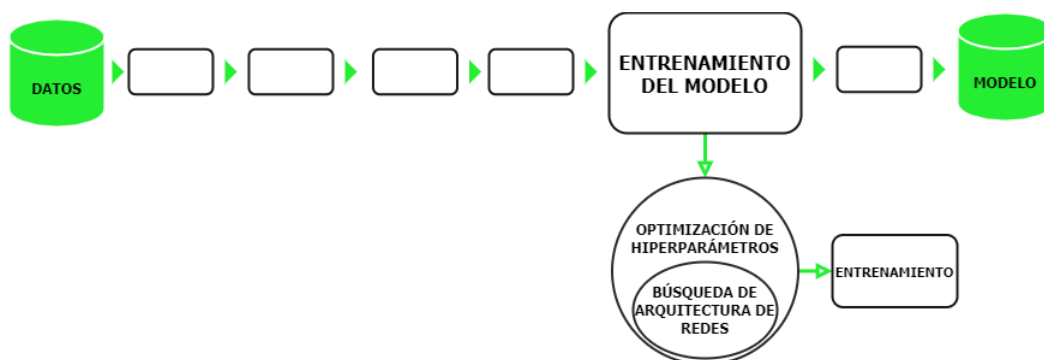 DATOS
ENTRENAMIENTO
DEL MODELO
MODELO
OPTIMIZACIÓN DE
HIPERPARÁMETROS
BÚSQUEDA DE
ARQUITECTURA DE
REDES
ENTRENAMIENTO